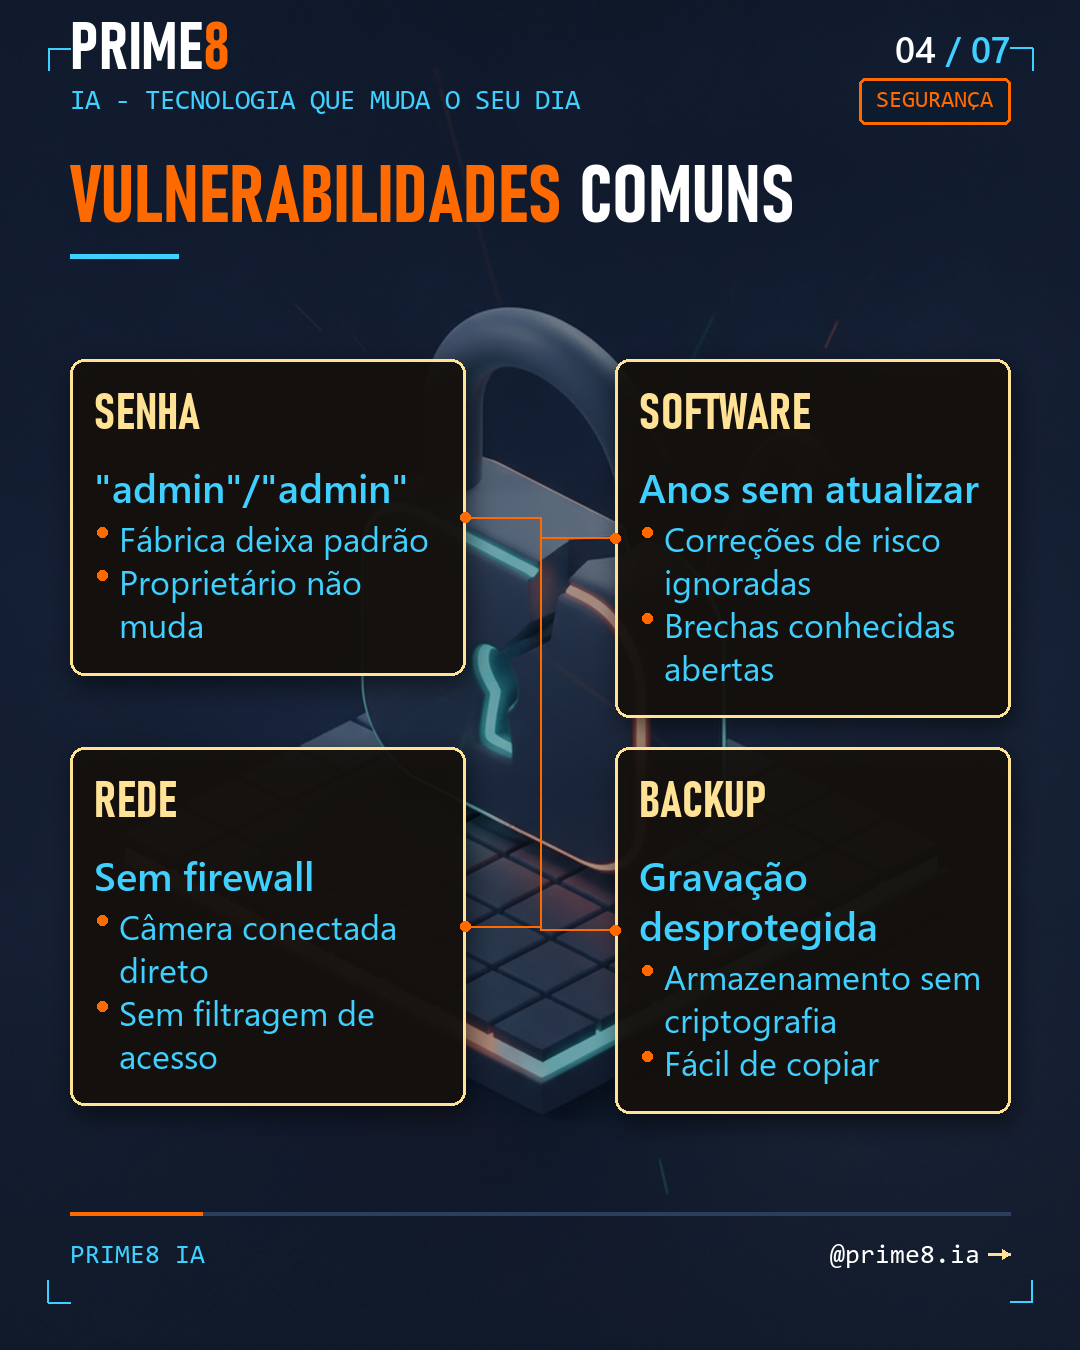 PRIME8
04 / 07
IA - TECNOLOGIA QUE MUDA O SEU DIA
SEGURANÇA
VULNERABILIDADES COMUNS
SENHA
"admin"/"admin"
Fábrica deixa padrão
Proprietário não
muda
SOFTWARE
Anos sem atualizar
Correções de risco
ignoradas
Brechas conhecidas
abertas
REDE
Sem firewall
Câmera conectada
direto
Sem filtragem de
acesso
BACKUP
Gravação
desprotegida
Armazenamento sem
criptografia
Fácil de copiar
PRIME8 IA
@prime8.ia